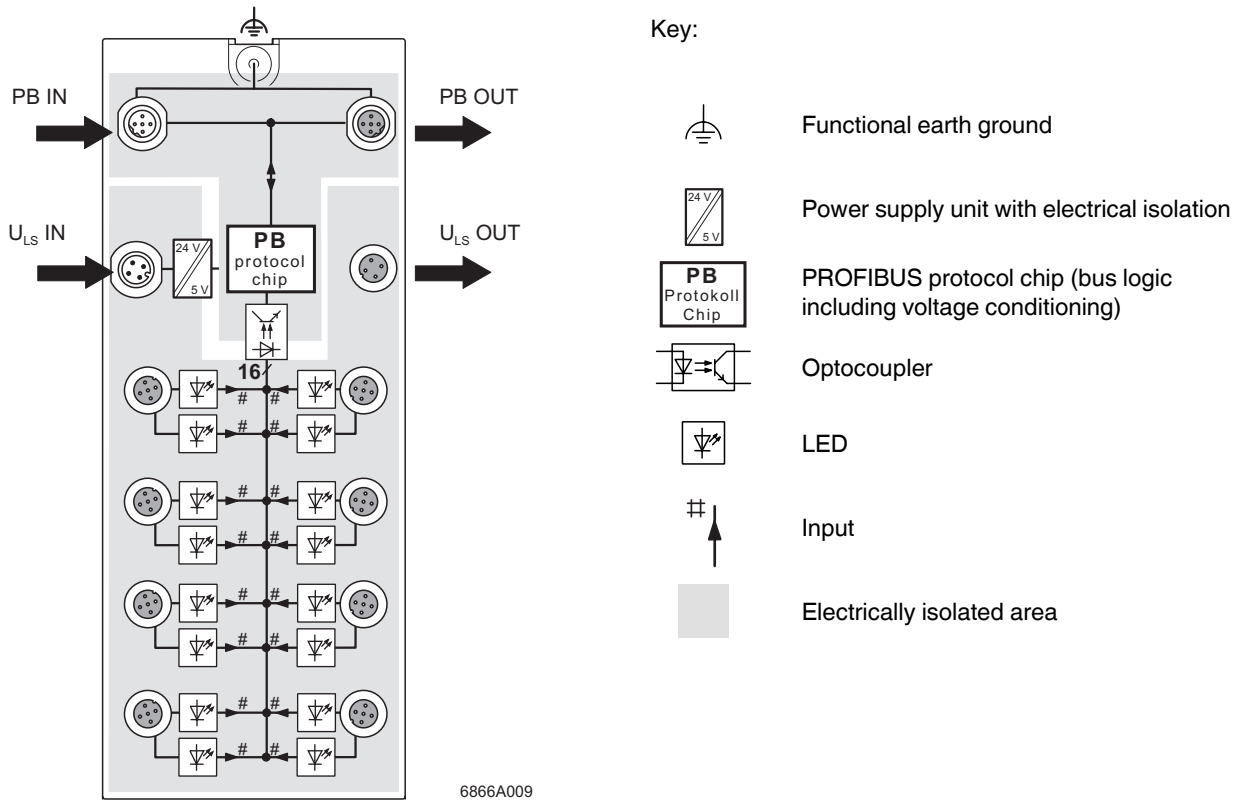 PB IN
PB OUT
U_LS IN
U_LS OUT
24 V
5 V
PB
protocol
chip
16
# #
# #
# #
# #
# #
# #
# #
# #
6866A009
Key:
Functional earth ground
24 V
5 V
Power supply unit with electrical isolation
PB
Protokoll
Chip
PROFIBUS protocol chip (bus logic
including voltage conditioning)
Optocoupler
LED
#
Input
Electrically isolated area